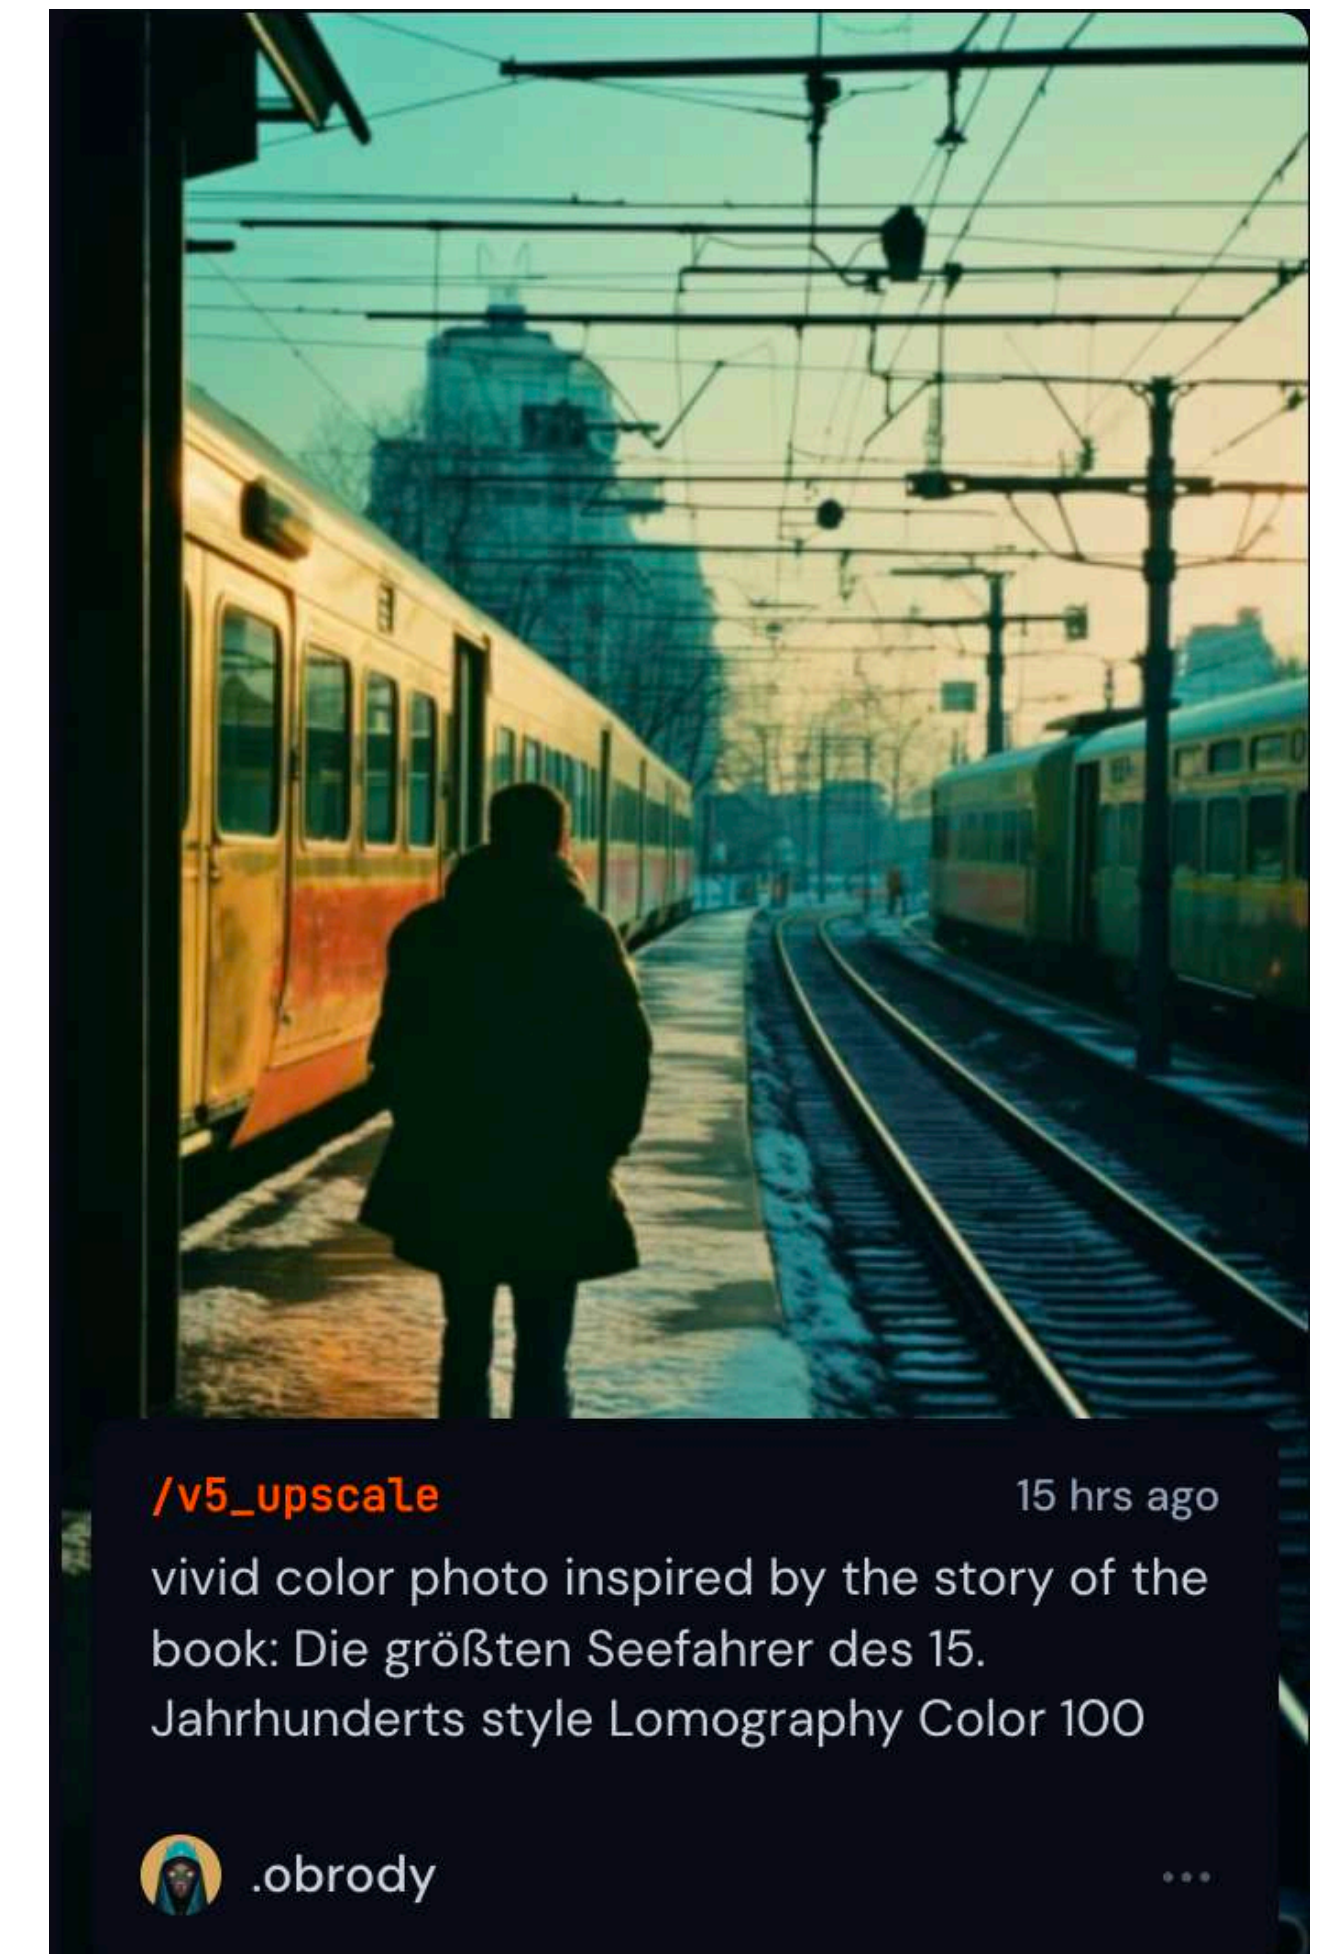 /v5_upscale
15 hrs ago
vivid color photo inspired by the story of the
book: Die größten Seefahrer des 15.
Jahrhunderts style Lomography Color 100
.obrody